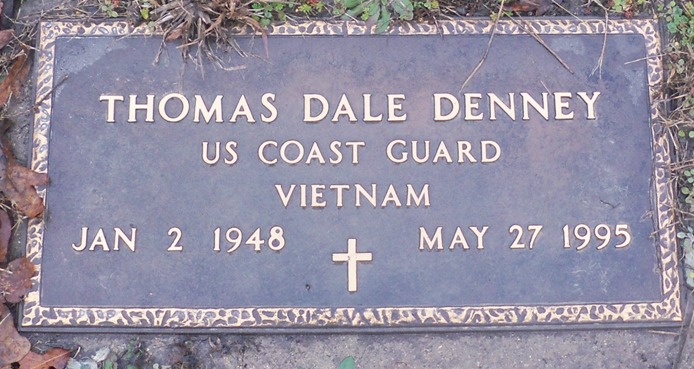 THOMAS DALE DENNEY
US COAST GUARD
VIETNAM
JAN 2 1948 MAY 27 1995